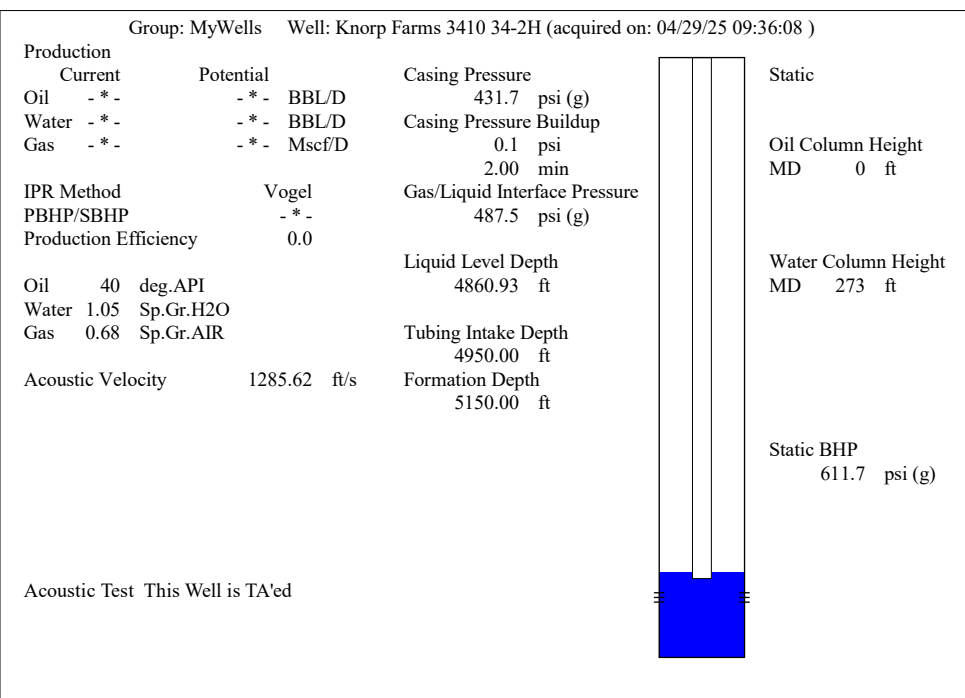 Group: MyWells Well: Knorp Farms 3410 34-2H (acquired on: 04/29/25 09:36:08 )
Production
Current Potential
Oil - * - - * - BBL/D
Water - * - - * - BBL/D
Gas - * - - * - Mscf/D
IPR Method Vogel
PBHP/SBHP - * -
Production Efficiency 0.0
Oil 40 deg.API
Water 1.05 Sp.Gr.H2O
Gas 0.68 Sp.Gr.AIR
Acoustic Velocity 1285.62 ft/s
Casing Pressure
431.7 psi (g)
Casing Pressure Buildup
0.1 psi
2.00 min
Gas/Liquid Interface Pressure
487.5 psi (g)
Liquid Level Depth
4860.93 ft
Tubing Intake Depth
4950.00 ft
Formation Depth
5150.00 ft
Static
Oil Column Height
MD 0 ft
Water Column Height
MD 273 ft
Static BHP
611.7 psi (g)
Acoustic Test This Well is TA'ed